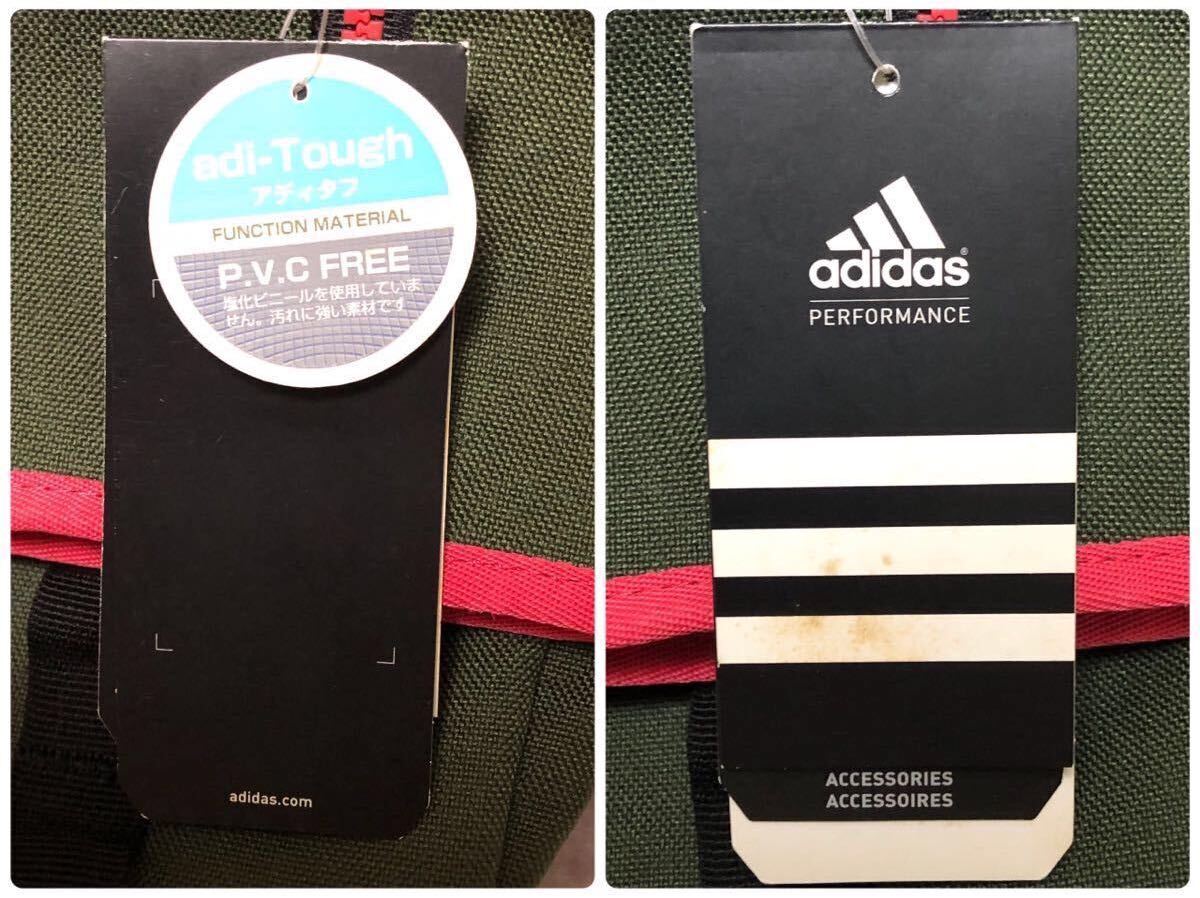 adi-Tough
アディタフ
FUNCTION MATERIAL
P.V.C FREE
塩化ビニールを使用していま
せん。汚れに強い素材です
adidas.com
adidas®
PERFORMANCE
ACCESSORIES
ACCESSOIRES